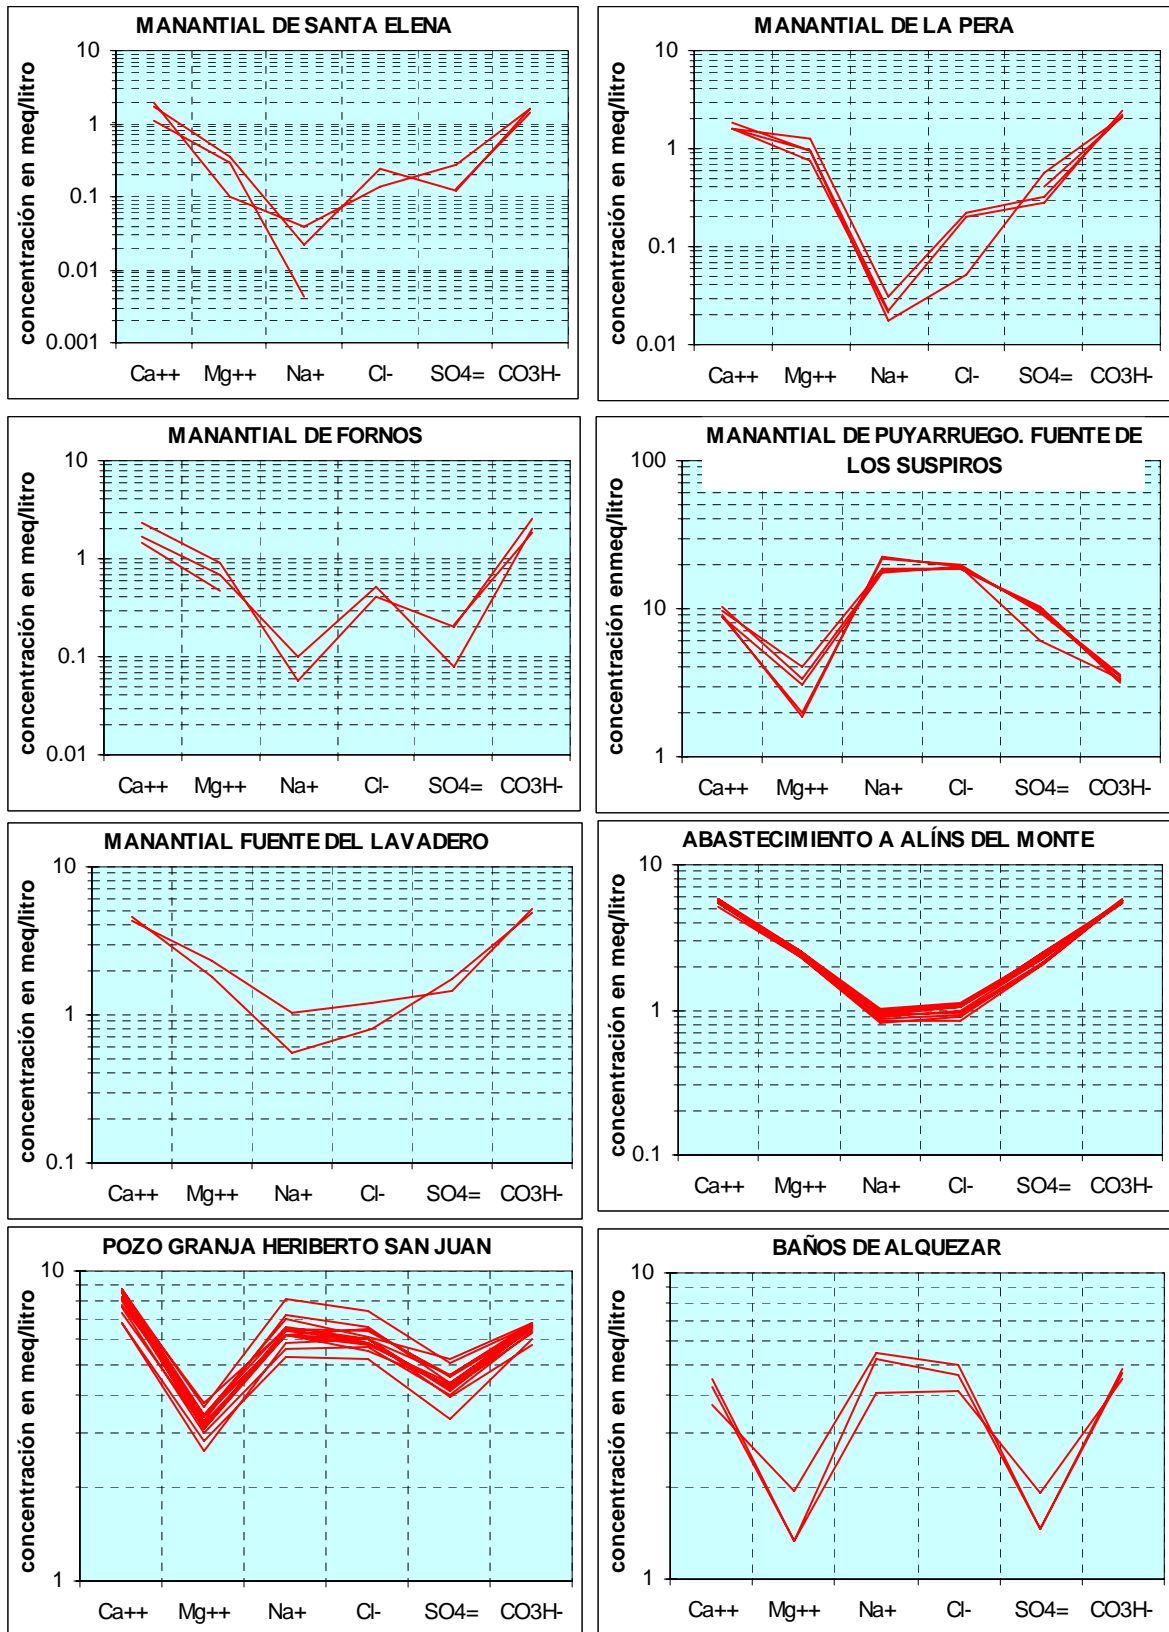 MANANTIAL DE SANTA ELENA
concentración en meq/litro
10
1
0.1
0.01
0.001
Ca++ Mg++ Na+ Cl- SO4= CO3H-
MANANTIAL DE LA PERA
concentración en meq/litro
10
1
0.1
0.01
Ca++ Mg++ Na+ Cl- SO4= CO3H-
MANANTIAL DE FORNOS
concentración en meq/litro
10
1
0.1
0.01
Ca++ Mg++ Na+ Cl- SO4= CO3H-
MANANTIAL DE PUYARRUEGO. FUENTE DE
LOS SUSPIROS
concentración enmeq/litro
100
10
1
Ca++ Mg++ Na+ Cl- SO4= CO3H-
MANANTIAL FUENTE DEL LAVADERO
concentración en meq/litro
10
1
0.1
Ca++ Mg++ Na+ Cl- SO4= CO3H-
ABASTECIMIENTO A ALÍNS DEL MONTE
concentración en meq/litro
10
1
0.1
Ca++ Mg++ Na+ Cl- SO4= CO3H-
POZO GRANJA HERIBERTO SAN JUAN
concentración en meq/litro
10
1
Ca++ Mg++ Na+ Cl- SO4= CO3H-
BAÑOS DE ALQUEZAR
concentración en meq/litro
10
1
Ca++ Mg++ Na+ Cl- SO4= CO3H-